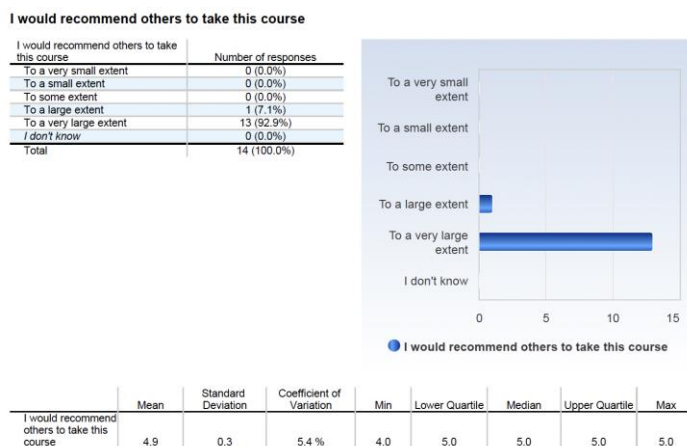 I would recommend others to take this course
I would recommend others to take
this course Number of responses
To a very small extent 0 (0.0%)
To a small extent 0 (0.0%)
To some extent 0 (0.0%)
To a large extent 1 (7.1%)
To a very large extent 13 (92.9%)
I don't know 0 (0.0%)
Total 14 (100.0%)
To a very small
extent
To a small extent
To some extent
To a large extent
To a very large
extent
I don't know
0 5 10 15
I would recommend others to take this course
Mean Standard Deviation Coefficient of Variation Min Lower Quartile Median Upper Quartile Max
I would recommend
others to take this
course 4.9 0.3 5.4 % 4.0 5.0 5.0 5.0 5.0